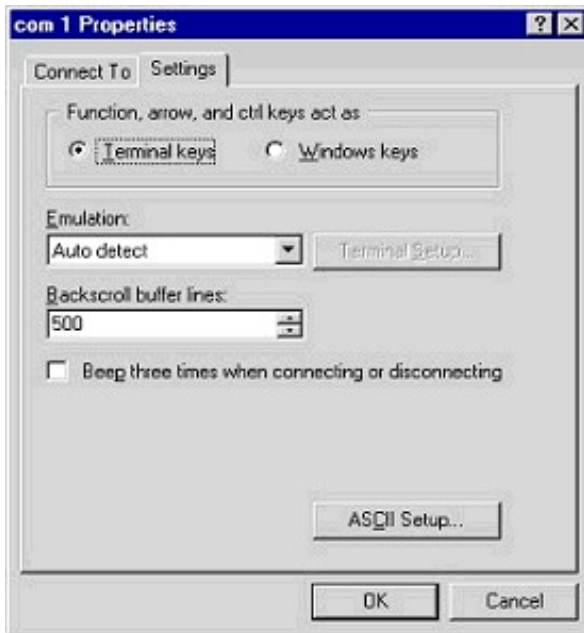 com 1 Properties
Connect To Settings
Function, arrow, and ctrl keys act as
Terminal keys Windows keys
Emulation:
Auto detect Terminal Setup...
Backscroll buffer lines:
500
Beep three times when connecting or disconnecting
ASCII Setup...
OK Cancel